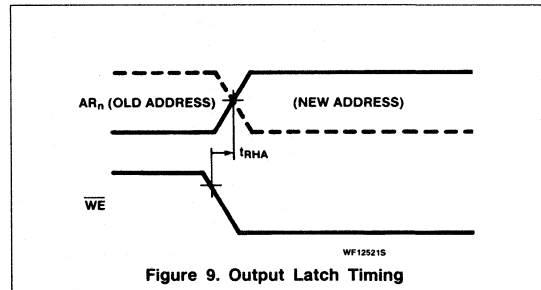 ARn (OLD ADDRESS) (NEW ADDRESS)
tRHA
WE
WF12521S
Figure 9. Output Latch Timing